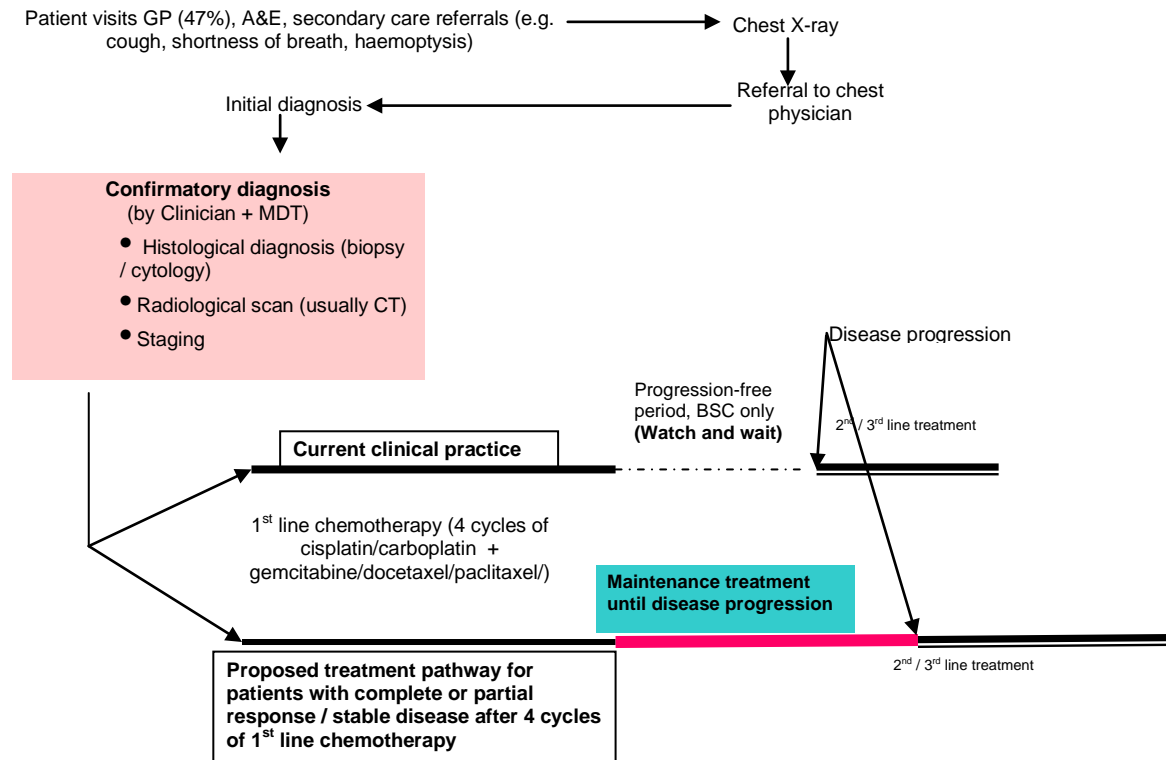 Patient visits GP (47%), A&E, secondary care referrals (e.g.
cough, shortness of breath, haemoptysis)
Chest X-ray
Referral to chest
physician
Initial diagnosis
Confirmatory diagnosis
(by Clinician + MDT)
• Histological diagnosis (biopsy
/ cytology)
• Radiological scan (usually CT)
• Staging
Disease progression
Progression-free
period, BSC only
(Watch and wait)
2nd / 3rd line treatment
Current clinical practice
1st line chemotherapy (4 cycles of
cisplatin/carboplatin +
gemcitabine/docetaxel/paclitaxel/)
Maintenance treatment
until disease progression
2nd / 3rd line treatment
Proposed treatment pathway for
patients with complete or partial
response / stable disease after 4 cycles
of 1st line chemotherapy